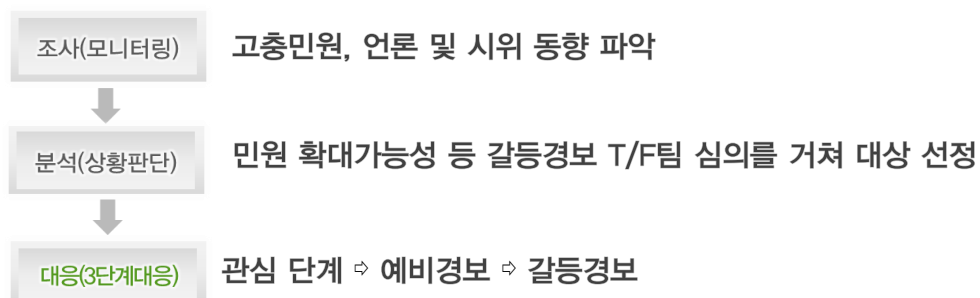 조사(모니터링) 고충민원, 언론 및 시위 동향 파악
분석(상황판단) 민원 확대가능성 등 갈등경보 T/F팀 심의를 거쳐 대상 선정
대응(3단계대응) 관심 단계 ⇨ 예비경보 ⇨ 갈등경보